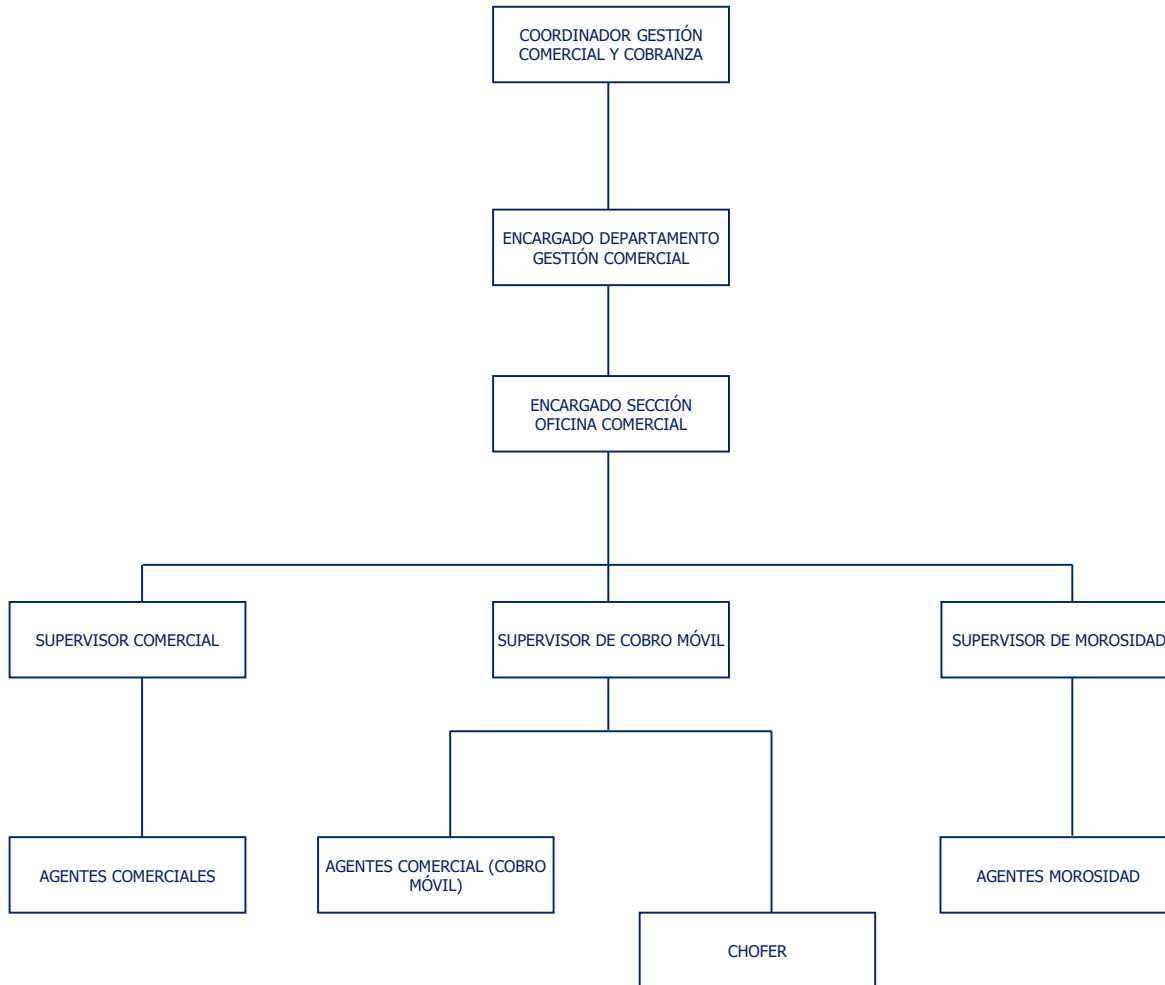 COORDINADOR GESTIÓN
COMERCIAL Y COBRANZA
ENCARGADO DEPARTAMENTO
GESTIÓN COMERCIAL
ENCARGADO SECCIÓN
OFICINA COMERCIAL
SUPERVISOR COMERCIAL
SUPERVISOR DE COBRO MÓVIL
SUPERVISOR DE MOROSIDAD
AGENTES COMERCIALES
AGENTES COMERCIAL (COBRO
MÓVIL)
AGENTES MOROSIDAD
CHOFER